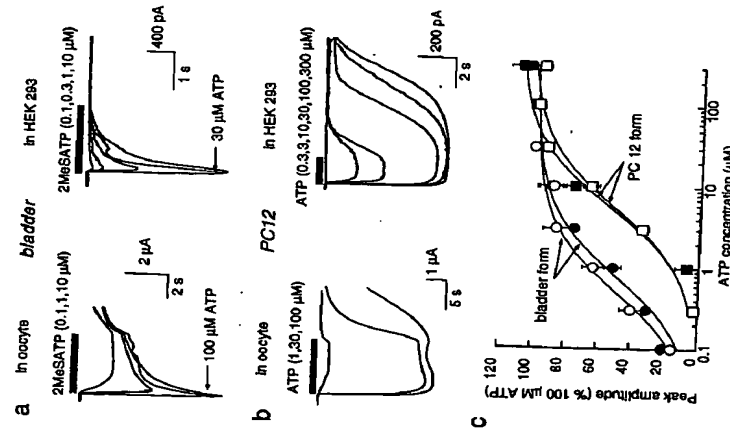 a
bladder
In oocyte
2MeSATP (0.1,1,10 µM)
2 µA
2 s
100 µM ATP
In HEK 293
2MeSATP (0.1,0.3,1,10 µM)
400 pA
1 s
30 µM ATP
b
PC12
In oocyte
ATP (1,30,100 µM)
1 µA
5 s
In HEK 293
ATP (0.3,3,10,30,100,300 µM)
200 pA
2 s
c
Peak amplitude (% 100 µM ATP)
120
100
80
60
40
20
0
bladder form
PC 12 form
0.1
1
10
100
ATP concentration (µM)